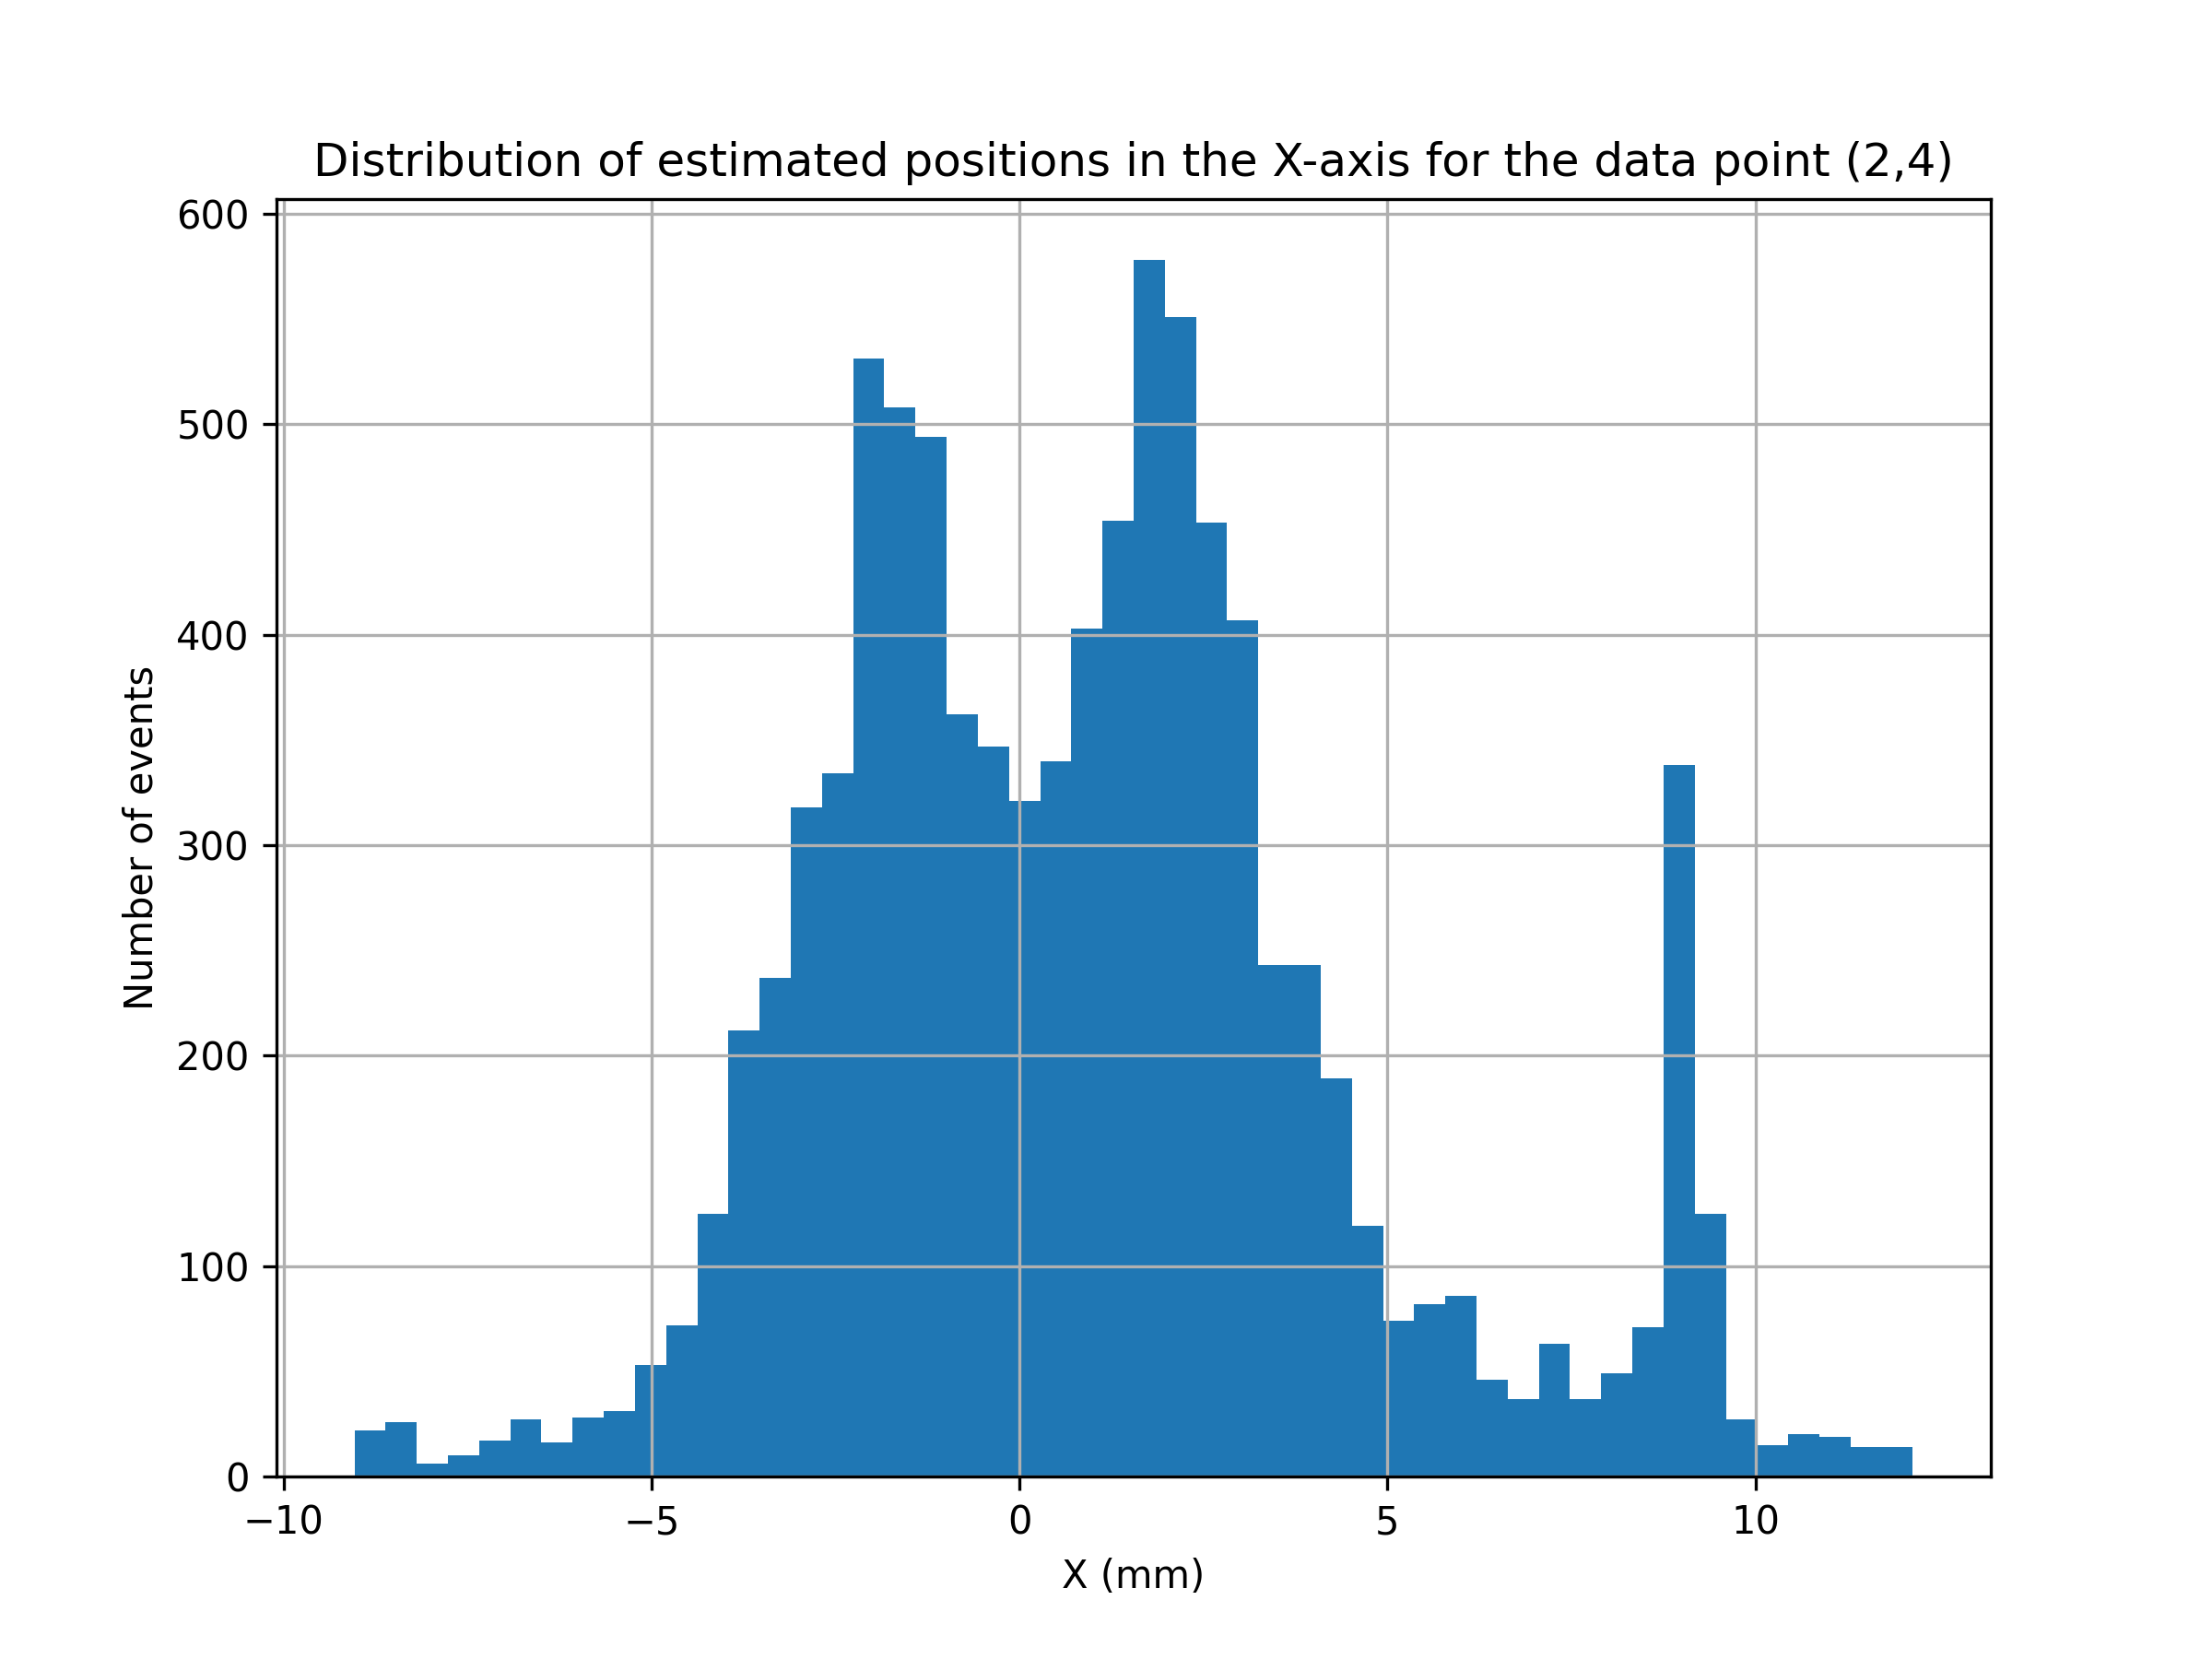 Distribution of estimated positions in the X-axis for the data point (2,4)
600
500
400
300
200
100
0
Number of events
−10 −5 0 5 10
X (mm)